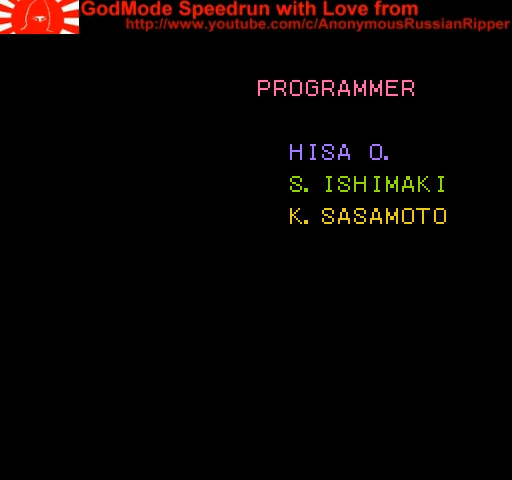 GodMode Speedrun with Love from
http://www.youtube.com/c/AnonymousRussianRipper
PROGRAMMER
HISA O.
S. ISHIMAKI
K. SASAMOTO